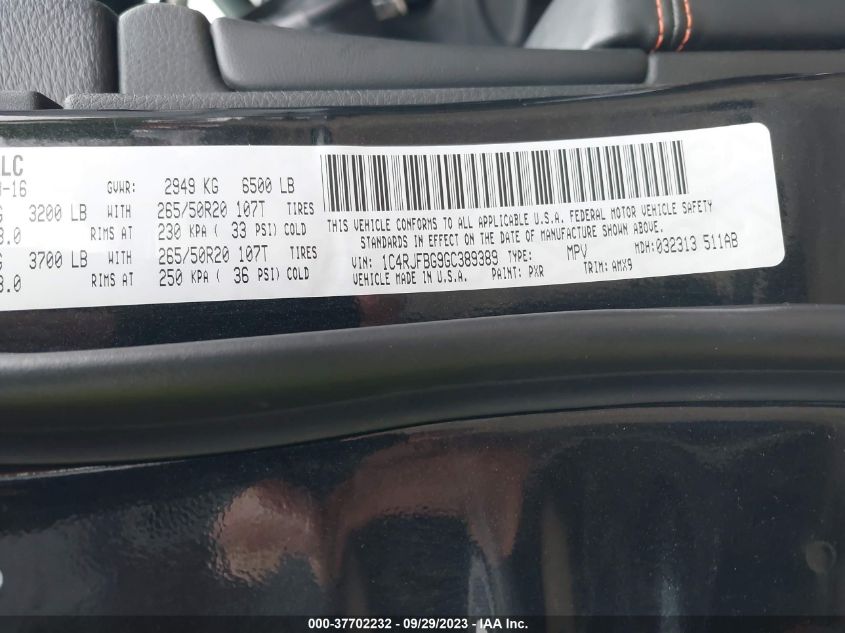 LC
-16 GVWR: 2949 KG 6500 LB
G 3200 LB WITH 265/50R20 107T TIRES
.0 RIMS AT 230 KPA ( 33 PSI) COLD
G 3700 LB WITH 265/50R20 107T TIRES
.0 RIMS AT 250 KPA ( 36 PSI) COLD
THIS VEHICLE CONFORMS TO ALL APPLICABLE U.S.A. FEDERAL MOTOR VEHICLE SAFETY
STANDARDS IN EFFECT ON THE DATE OF MANUFACTURE SHOWN ABOVE.
VIN: 1C4RJFBG9GC389389 TYPE: MPV MDH:032313 511AB
VEHICLE MADE IN U.S.A. PAINT: PXR TRIM: AMX9
000-37702232 - 09/29/2023 - IAA Inc.